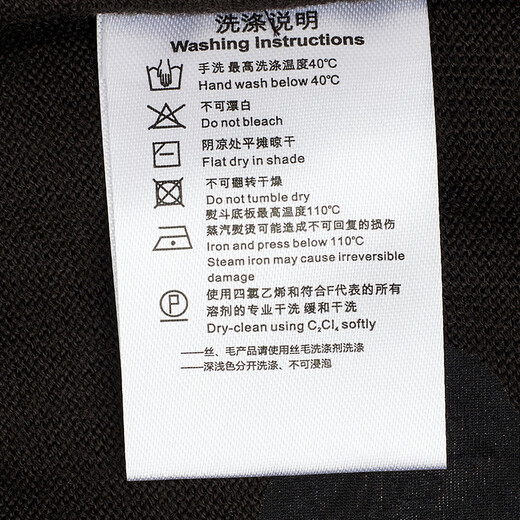 洗涤说明
Washing Instructions
手洗 最高洗涤温度40℃
Hand wash below 40℃
不可漂白
Do not bleach
阴凉处平摊晾干
Flat dry in shade
不可翻转干燥
Do not tumble dry
熨斗底板最高温度110℃
蒸汽熨烫可能造成不可回复的损伤
Iron and press below 110℃
Steam iron may cause irreversible
damage
P
使用四氯乙烯和符合F代表的所有
溶剂的专业干洗 缓和干洗
Dry-clean using C₂Cl₄ softly
——丝、毛产品请使用丝毛洗涤剂洗涤
——深浅色分开洗涤、不可浸泡